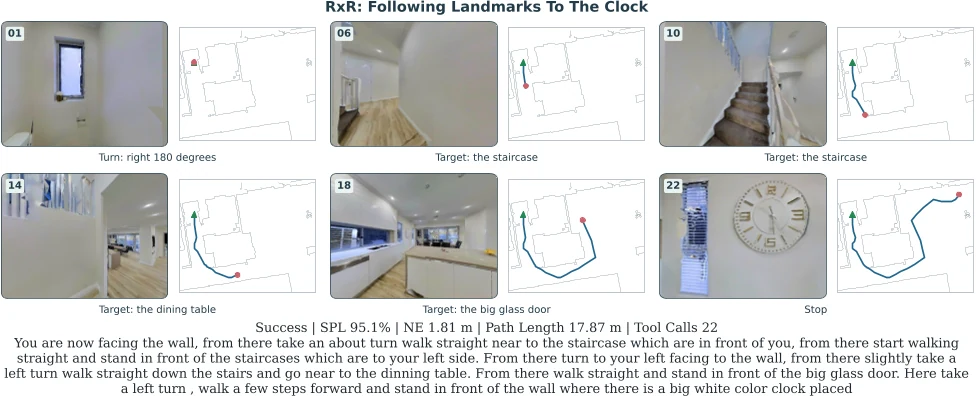 RxR: Following Landmarks To The Clock
01
06
10
Turn: right 180 degrees
Target: the staircase
Target: the staircase
14
18
22
Target: the dining table
Target: the big glass door
Stop
Success | SPL 95.1% | NE 1.81 m | Path Length 17.87 m | Tool Calls 22
You are now facing the wall, from there take an about turn walk straight near to the staircase which are in front of you, from there start walking
straight and stand in front of the staircases which are to your left side. From there turn to your left facing to the wall, from there slightly take a
left turn walk straight down the stairs and go near to the dinning table. From there walk straight and stand in front of the big glass door. Here take
a left turn , walk a few steps forward and stand in front of the wall where there is a big white color clock placed